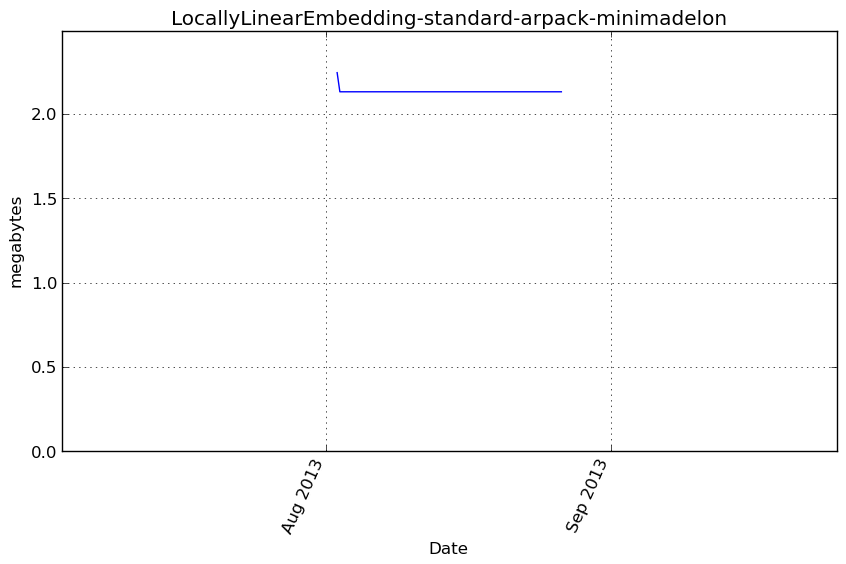 LocallyLinearEmbedding-standard-arpack-minimadelon
megabytes
2.0
1.5
1.0
0.5
0.0
Aug 2013
Sep 2013
Date